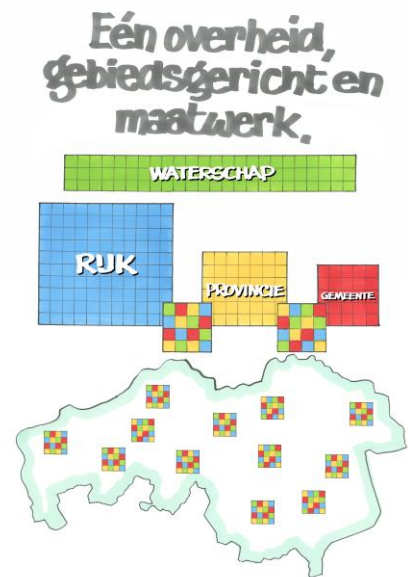 Eén overheid,
gebiedsgericht en
maatwerk.
WATERSCHAP
RIJK
PROVINCIE
GEMEENTE